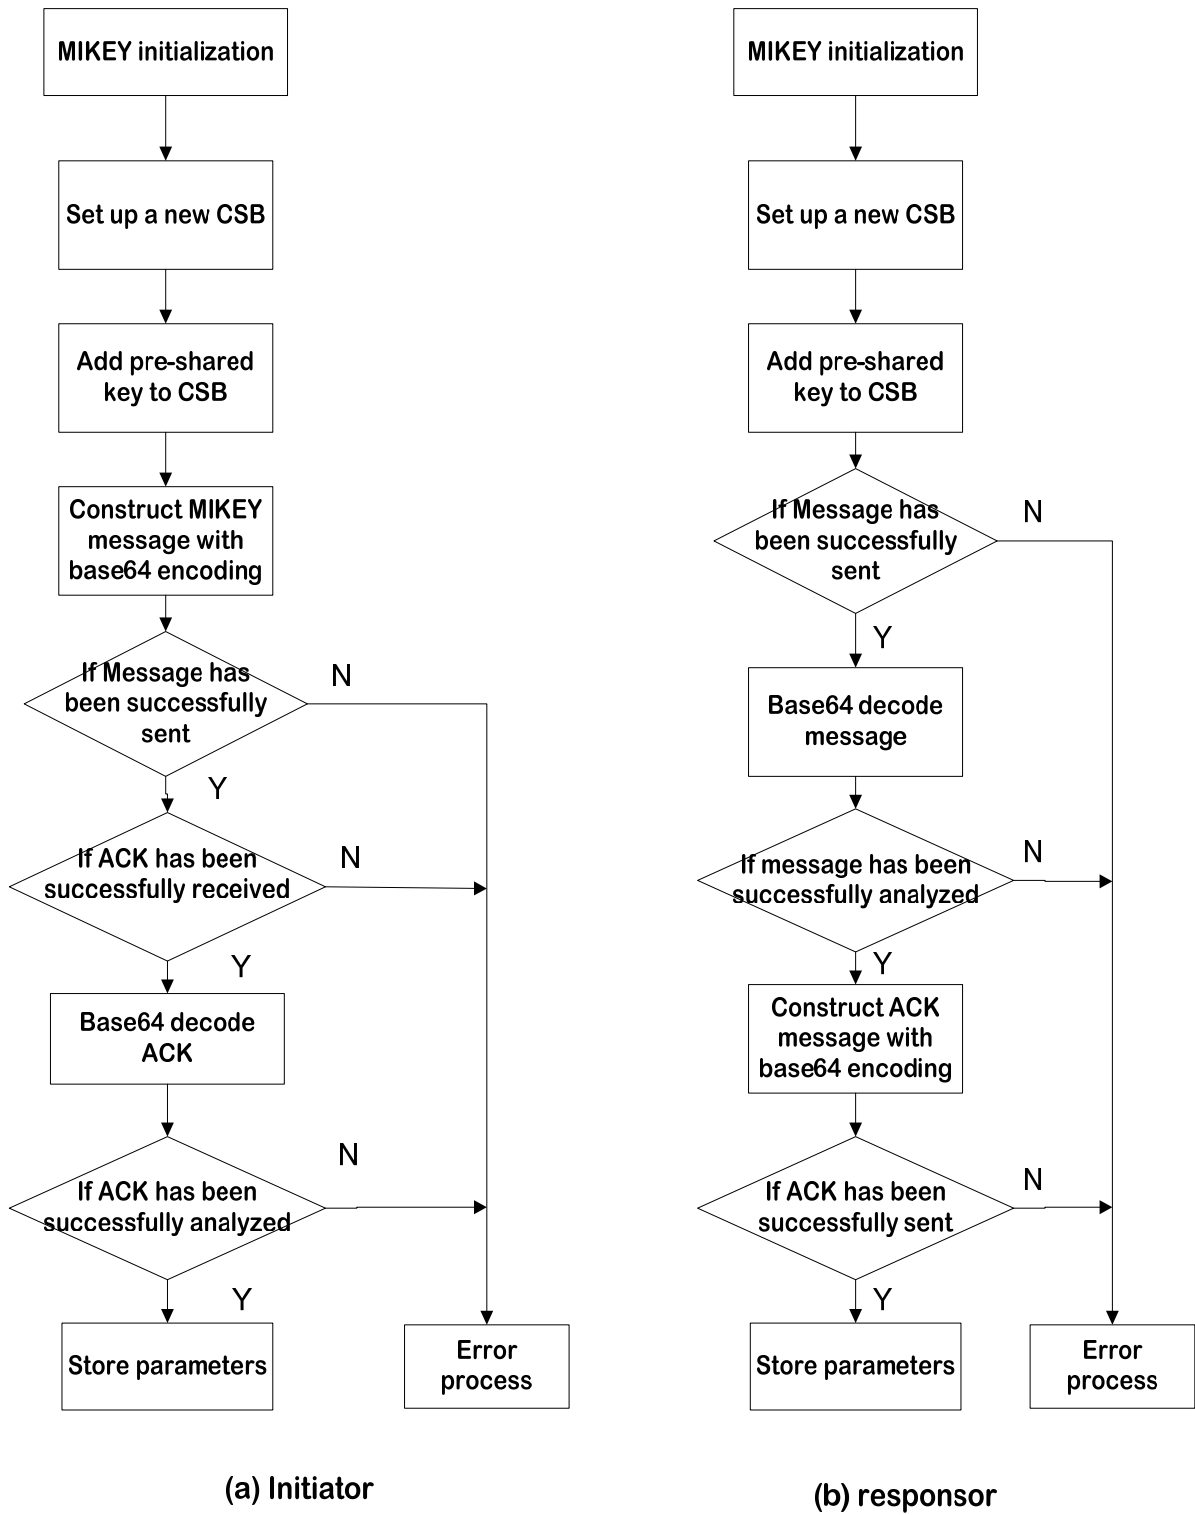 MIKEY initialization
Set up a new CSB
Add pre-shared
key to CSB
Construct MIKEY
message with
base64 encoding
If Message has
been successfully
sent
N
Y
If ACK has been
successfully received
N
Y
Base64 decode
ACK
If ACK has been
successfully analyzed
N
Y
Store parameters
Error
process
(a) Initiator
MIKEY initialization
Set up a new CSB
Add pre-shared
key to CSB
If Message has
been successfully
sent
N
Y
Base64 decode
message
If message has been
successfully analyzed
N
Y
Construct ACK
message with
base64 encoding
If ACK has been
successfully sent
N
Y
Store parameters
Error
process
(b) responsor